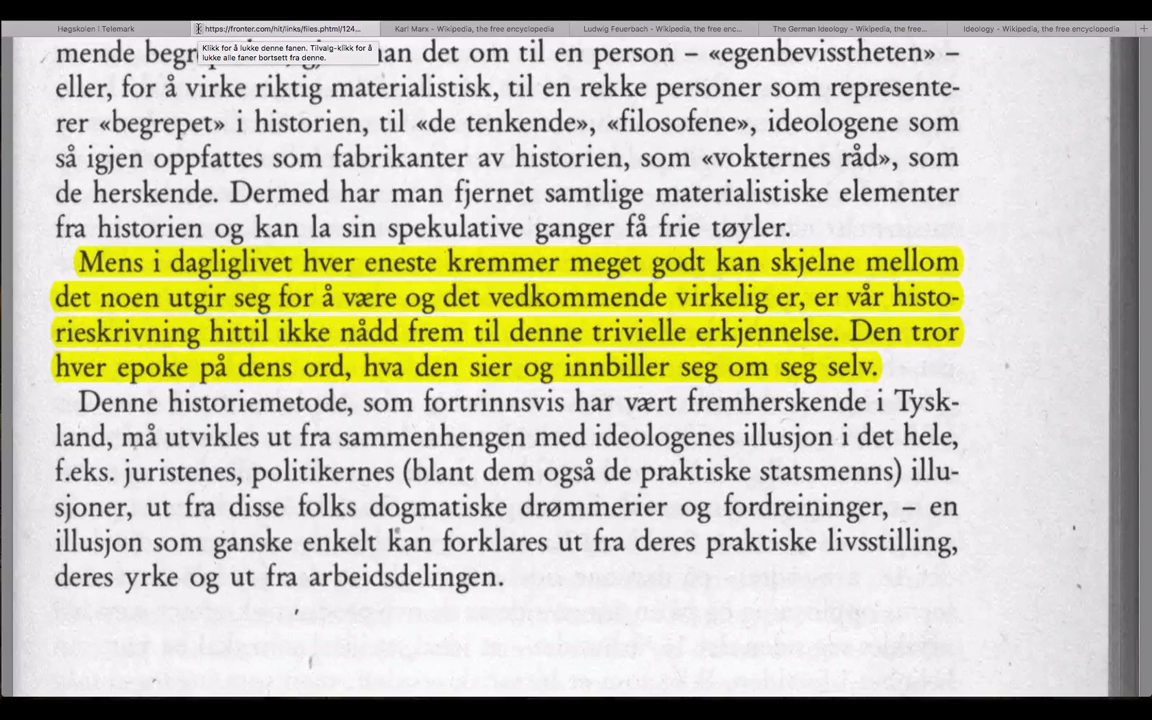 Høgskolen i Telemark
https://fronter.com/hit/links/files.phtml/124...
Karl Marx - Wikipedia, the free encyclopedia
Ludwig Feuerbach - Wikipedia, the free enc...
The German Ideology - Wikipedia, the free...
Ideology - Wikipedia, the free encyclopedia
Klikk for å lukke denne fanen. Tilvalg-klikk for å
lukke alle faner bortsett fra denne.
mende man det om til en person – «egenbevisstheten» –
eller, for å virke riktig materialistisk, til en rekke personer som represente-
rer «begrepet» i historien, til «de tenkende», «filosofene», ideologene som
så igjen oppfattes som fabrikanter av historien, som «vokternes råd», som
de herskende. Dermed har man fjernet samtlige materialistiske elementer
fra historien og kan la sin spekulative ganger få frie tøyler.
Mens i dagliglivet hver eneste kremmer meget godt kan skjelne mellom
det noen utgir seg for å være og det vedkommende virkelig er, er vår histo-
rieskrivning hittil ikke nådd frem til denne trivielle erkjennelse. Den tror
hver epoke på dens ord, hva den sier og innbiller seg om seg selv.
Denne historiemetode, som fortrinnsvis har vært fremherskende i Tysk-
land, må utvikles ut fra sammenhengen med ideologenes illusjon i det hele,
f.eks. juristenes, politikernes (blant dem også de praktiske statsmenns) illu-
sjoner, ut fra disse folks dogmatiske drømmerier og fordreininger, – en
illusjon som ganske enkelt kan forklares ut fra deres praktiske livsstilling,
deres yrke og ut fra arbeidsdelingen.